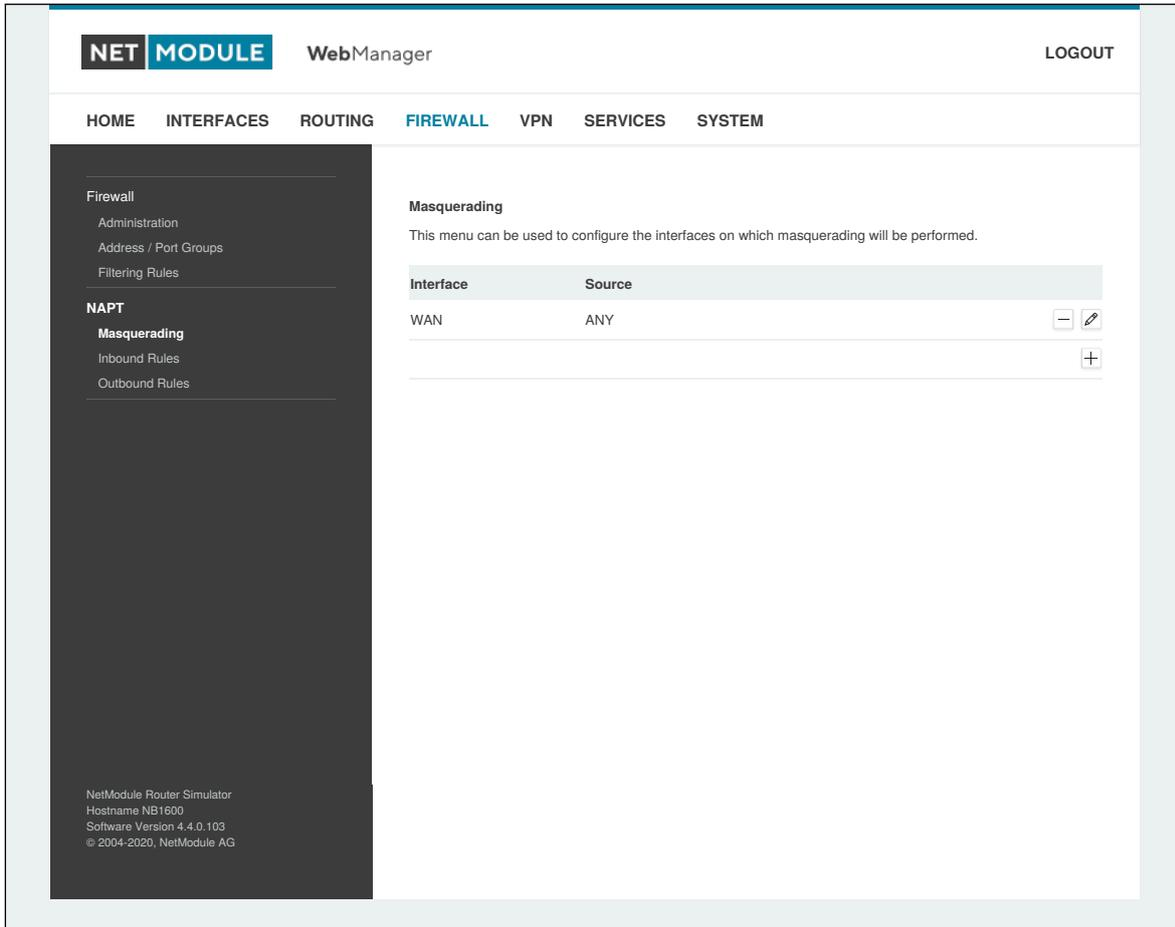 NET MODULE WebManager LOGOUT
HOME INTERFACES ROUTING FIREWALL VPN SERVICES SYSTEM
Firewall
Administration
Address / Port Groups
Filtering Rules
NAPT
Masquerading
Inbound Rules
Outbound Rules
Masquerading
This menu can be used to configure the interfaces on which masquerading will be performed.
Interface Source
WAN ANY
NetModule Router Simulator
Hostname NB1600
Software Version 4.4.0.103
© 2004-2020, NetModule AG